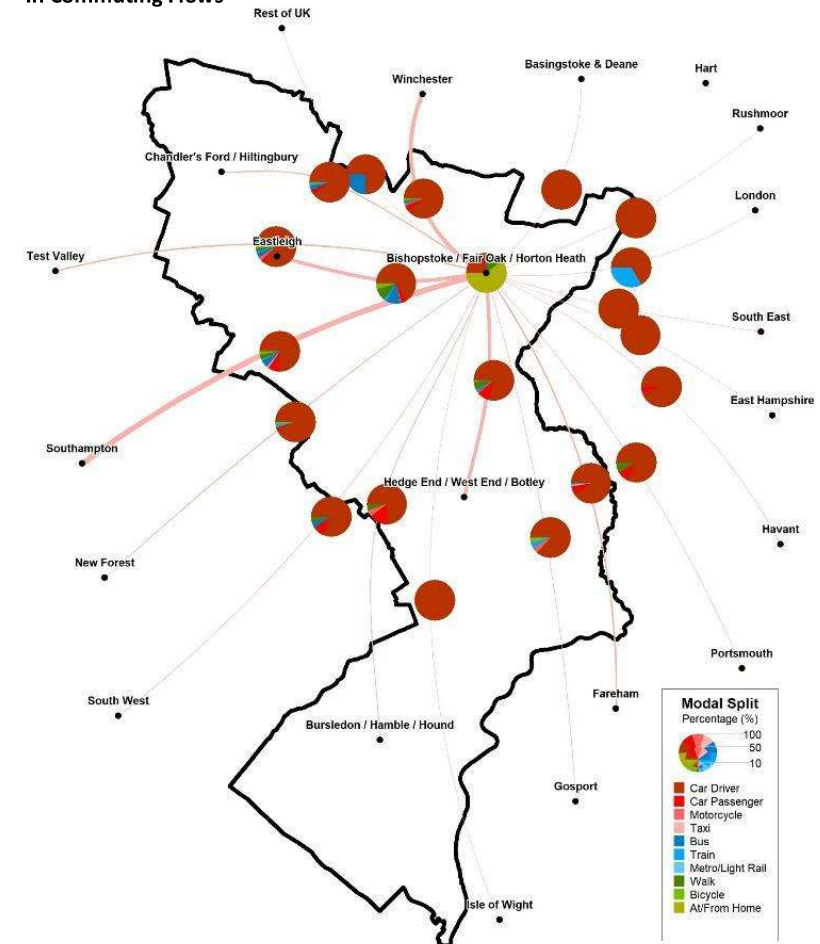 in Commuting Flows
Rest of UK
Winchester
Basingstoke & Deane
Hart
Rushmoor
Chandler's Ford / Hiltingbury
London
Eastleigh
Test Valley
Bishopstoke / Fair Oak / Horton Heath
South East
East Hampshire
Southampton
Hedge End / West End / Botley
Havant
New Forest
Portsmouth
South West
Fareham
Bursledon / Hamble / Hound
Gosport
Isle of Wight
Modal Split
Percentage (%)
100
50
10
Car Driver
Car Passenger
Motorcycle
Taxi
Bus
Train
Metro/Light Rail
Walk
Bicycle
At/From Home